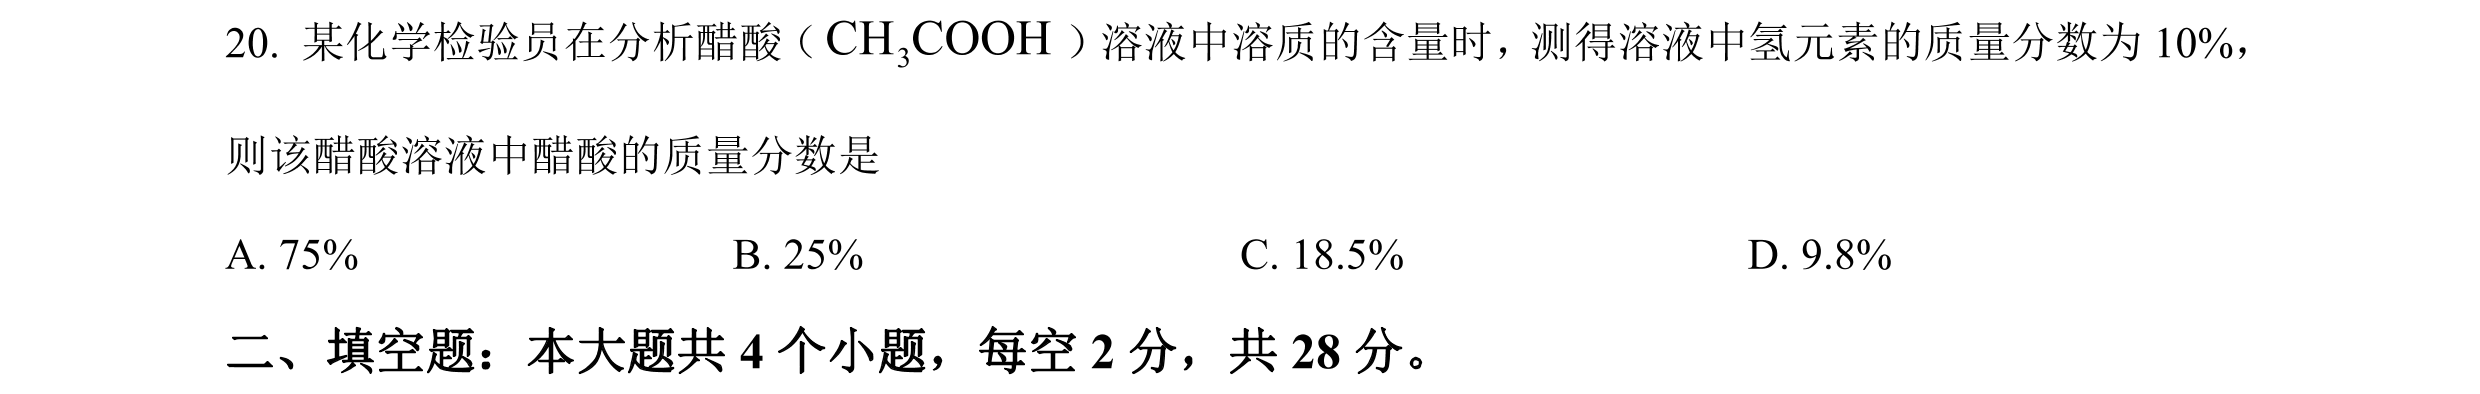 20. 某化学检验员在分析醋酸（CH₃COOH）溶液中溶质的含量时，测得溶液中氢元素的质量分数为 10%，
则该醋酸溶液中醋酸的质量分数是
A. 75% B. 25% C. 18.5% D. 9.8%
二、填空题：本大题共 4 个小题，每空 2 分，共 28 分。